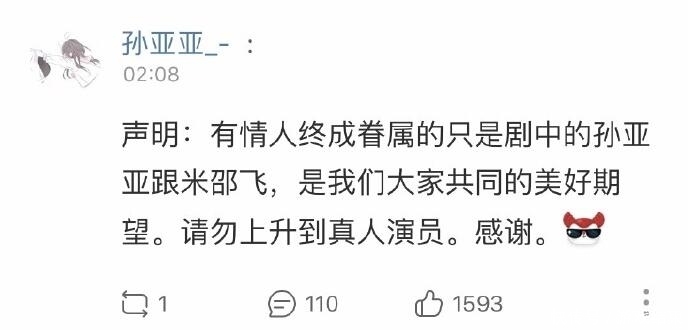 孙亚亚_-：
02:08
声明：有情人终成眷属的只是剧中的孙亚
亚跟米邵飞，是我们大家共同的美好期
望。请勿上升到真人演员。感谢。
1 110 1593